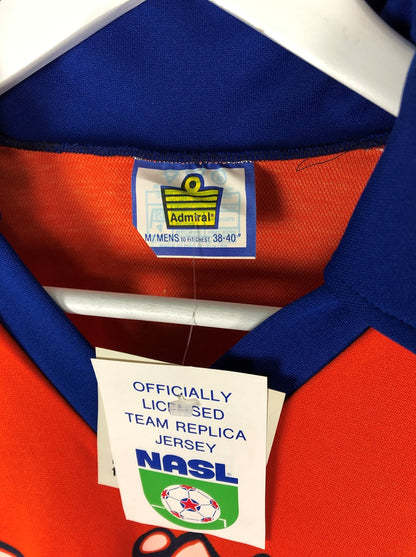 Admiral®
M/MENS TO FIT CHEST 38-40"
OFFICIALLY
LICENSED
TEAM REPLICA
JERSEY
NASL